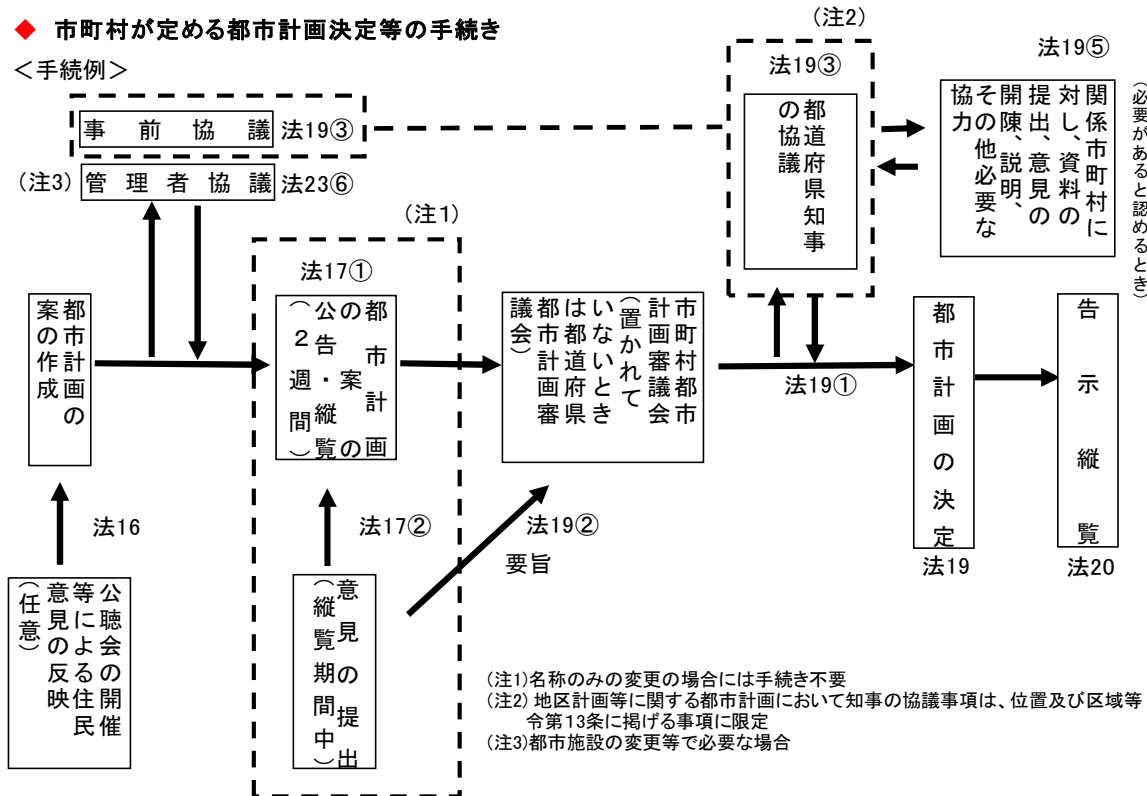 ◆ 市町村が定める都市計画決定等の手続き
＜手続例＞
事前協議 法19③
(注3) 管理者協議 法23⑥
(注2)
法19③
都道府県知事
の協議
法19⑤
関係市町村に
対し、資料の
提出、意見の
開陳、説明、
その他必要な
協力
(必要があると認めるとき)
(注1)
法17①
都市計画
の案の
公告・縦覧
(2週間)
都市計画の
案の作成
市町村都市
計画審議会
(置かれて
いないとき
は都道府県
都市計画審
議会)
法19①
都市計画の決定
法19
告示縦覧
法20
法16
公聴会の開催
等による住民
意見の反映
(任意)
法17②
意見の提出
(縦覧期間中)
法19②
要旨
(注1)名称のみの変更の場合には手続き不要
(注2) 地区計画等に関する都市計画において知事の協議事項は、位置及び区域等
令第13条に掲げる事項に限定
(注3)都市施設の変更等で必要な場合